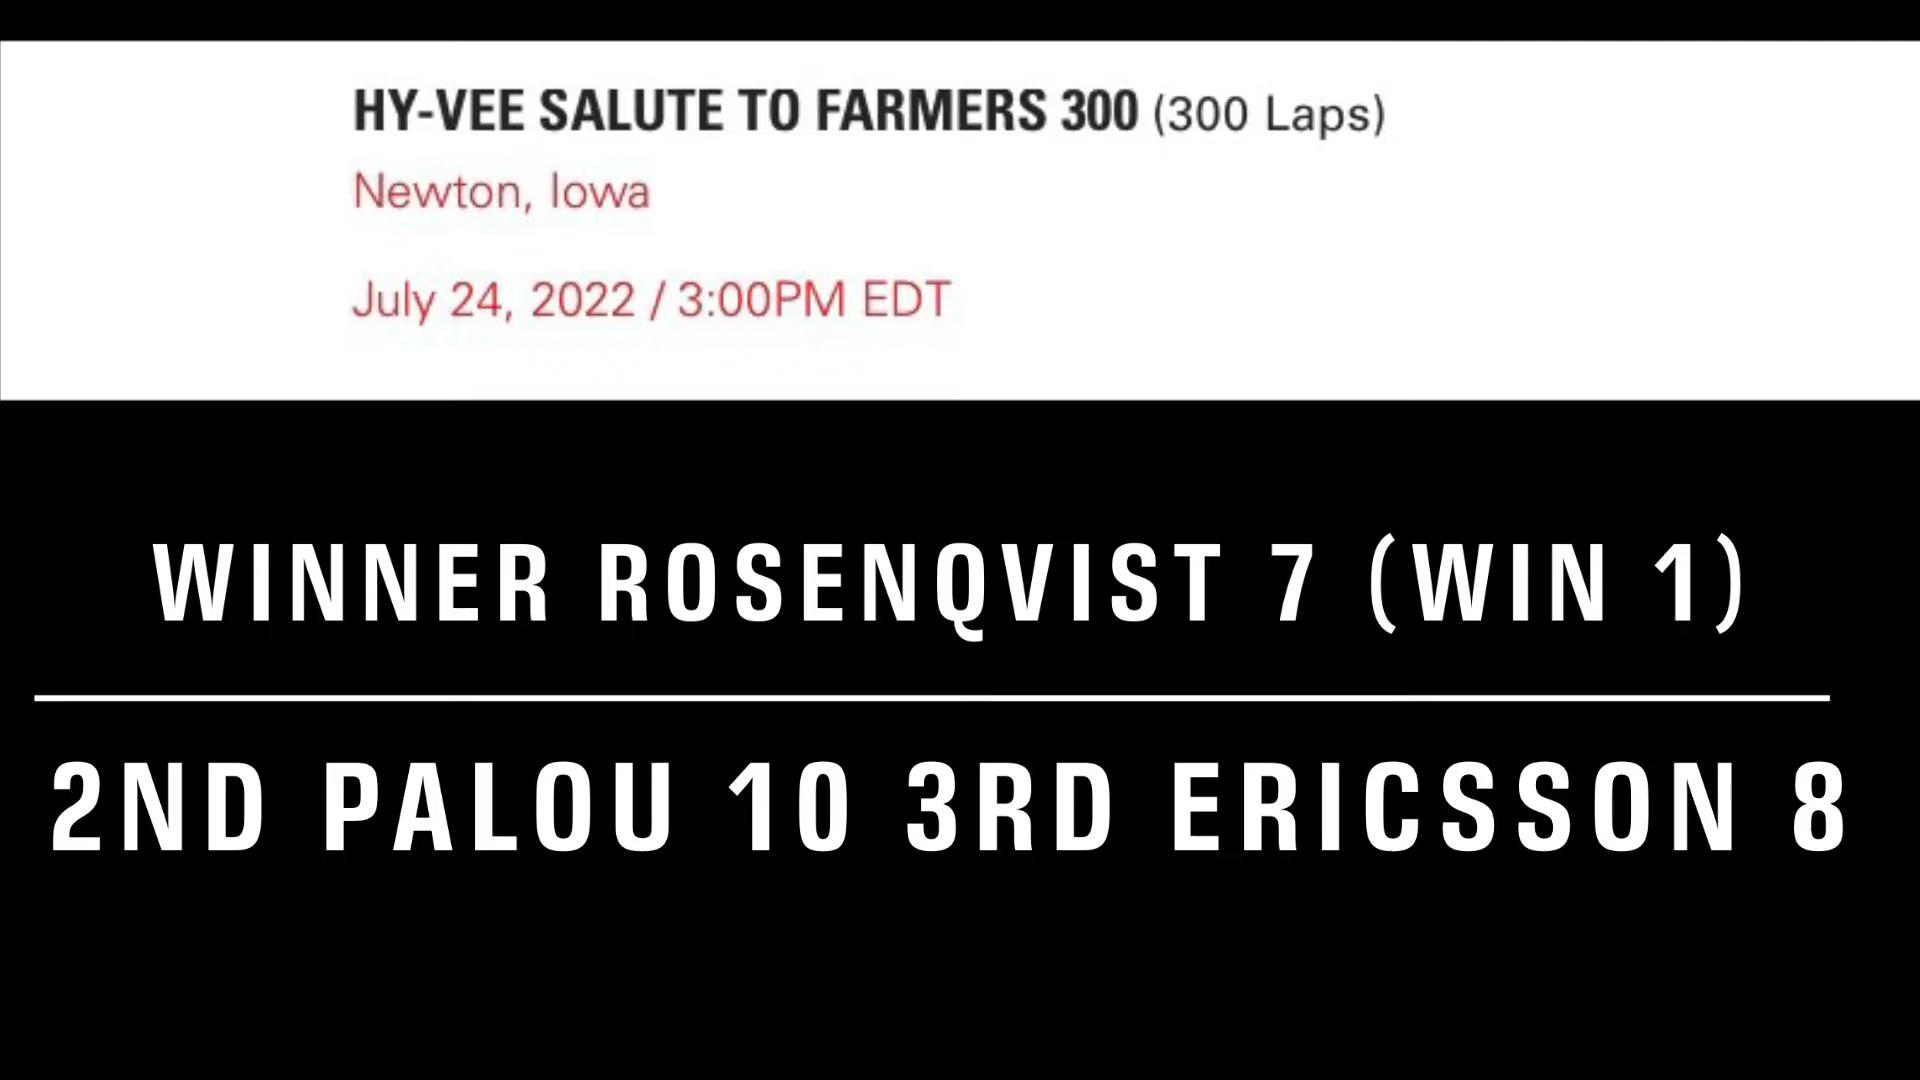 HY-VEE SALUTE TO FARMERS 300 (300 Laps)
Newton, Iowa
July 24, 2022 / 3:00PM EDT
WINNER ROSENQVIST 7 (WIN 1)
2ND PALOU 10 3RD ERICSSON 8